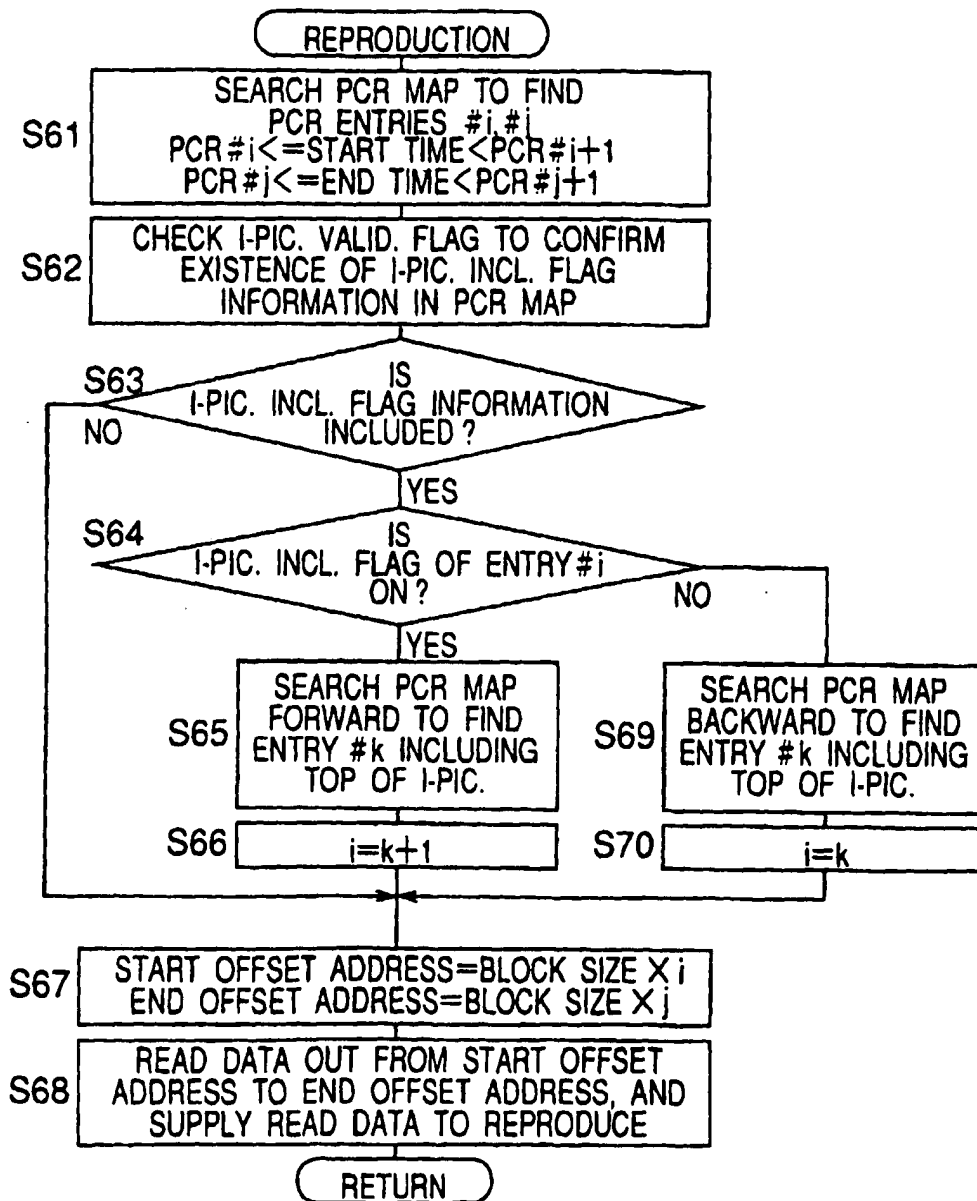 REPRODUCTION
S61
SEARCH PCR MAP TO FIND
PCR ENTRIES #i,#j
PCR#i<=START TIME<PCR#i+1
PCR#j<=END TIME<PCR#j+1
S62
CHECK I-PIC. VALID. FLAG TO CONFIRM
EXISTENCE OF I-PIC. INCL. FLAG
INFORMATION IN PCR MAP
S63
IS
I-PIC. INCL. FLAG INFORMATION
INCLUDED?
NO
YES
S64
IS
I-PIC. INCL. FLAG OF ENTRY#i
ON?
NO
YES
S65
SEARCH PCR MAP
FORWARD TO FIND
ENTRY #k INCLUDING
TOP OF I-PIC.
S69
SEARCH PCR MAP
BACKWARD TO FIND
ENTRY #k INCLUDING
TOP OF I-PIC.
S66
i=k+1
S70
i=k
S67
START OFFSET ADDRESS=BLOCK SIZE X i
END OFFSET ADDRESS=BLOCK SIZE X j
S68
READ DATA OUT FROM START OFFSET
ADDRESS TO END OFFSET ADDRESS, AND
SUPPLY READ DATA TO REPRODUCE
RETURN